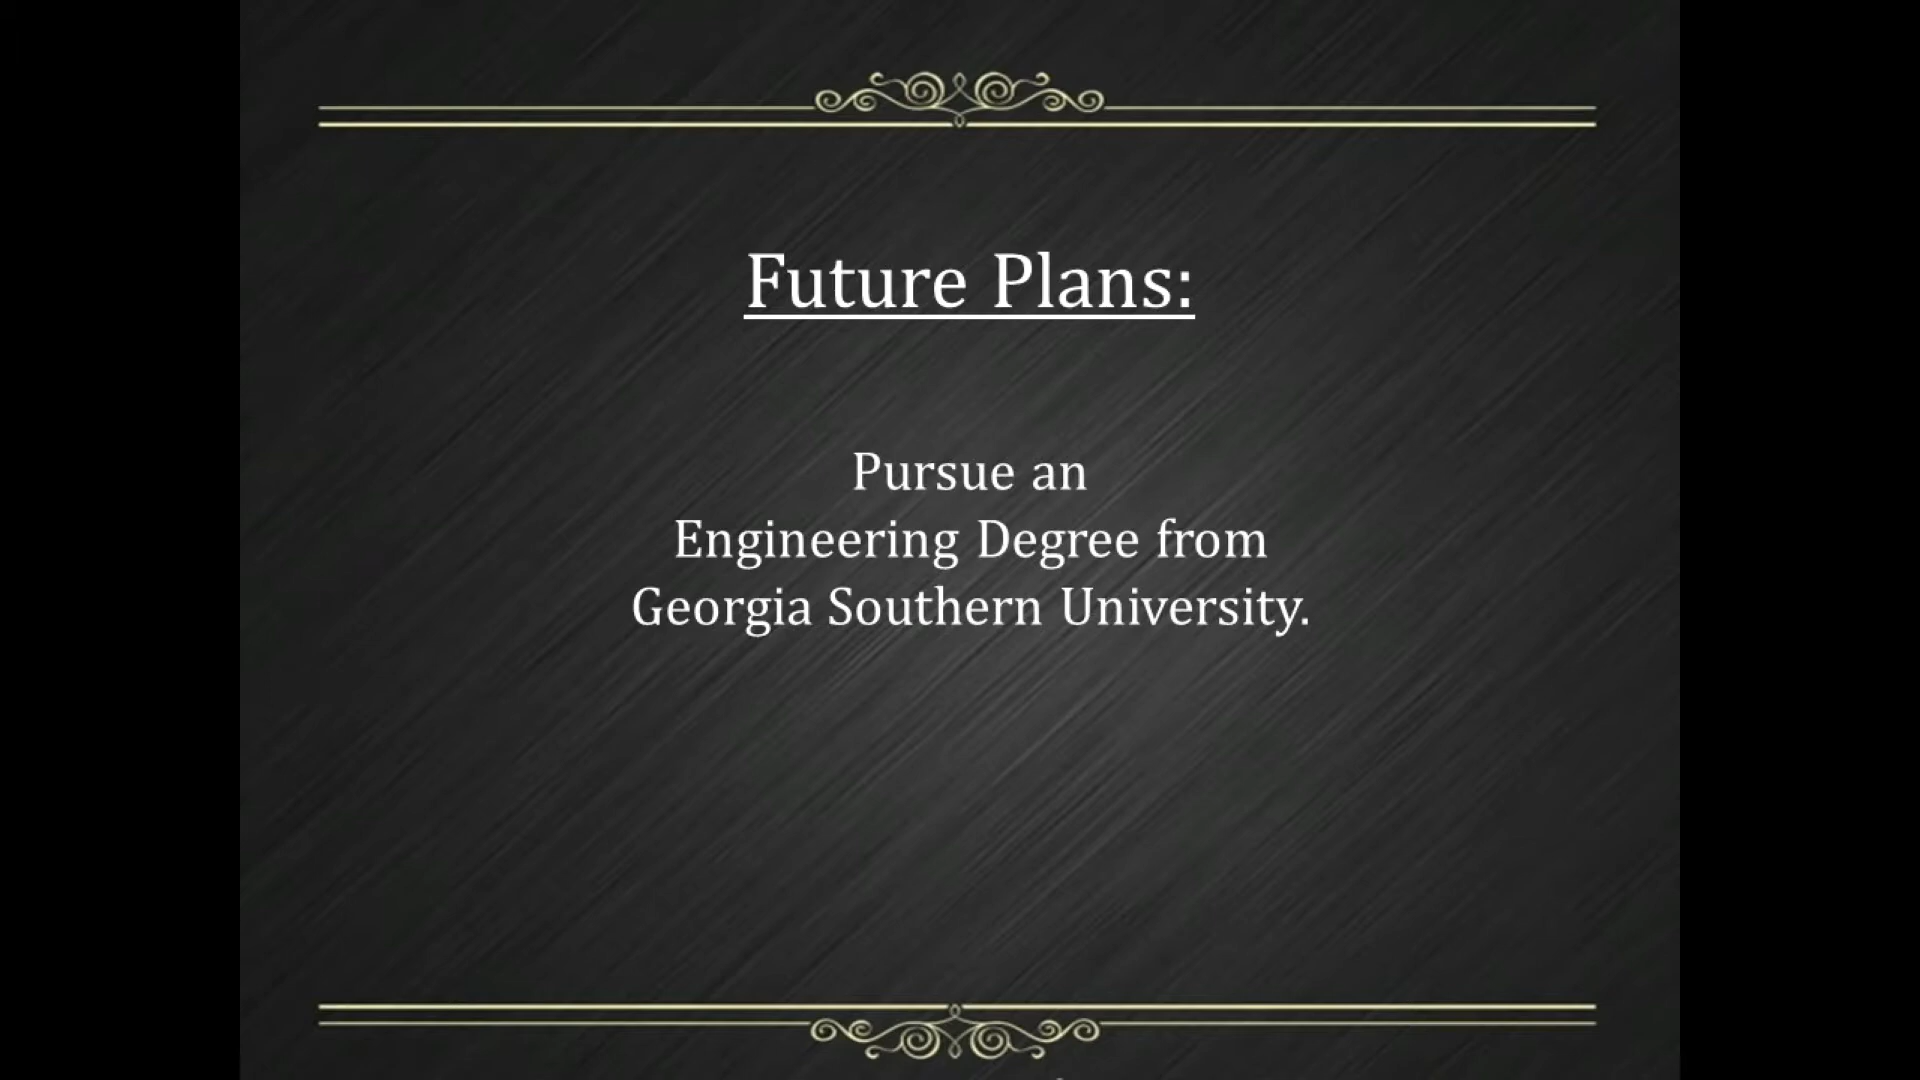 Future Plans:
Pursue an
Engineering Degree from
Georgia Southern University.